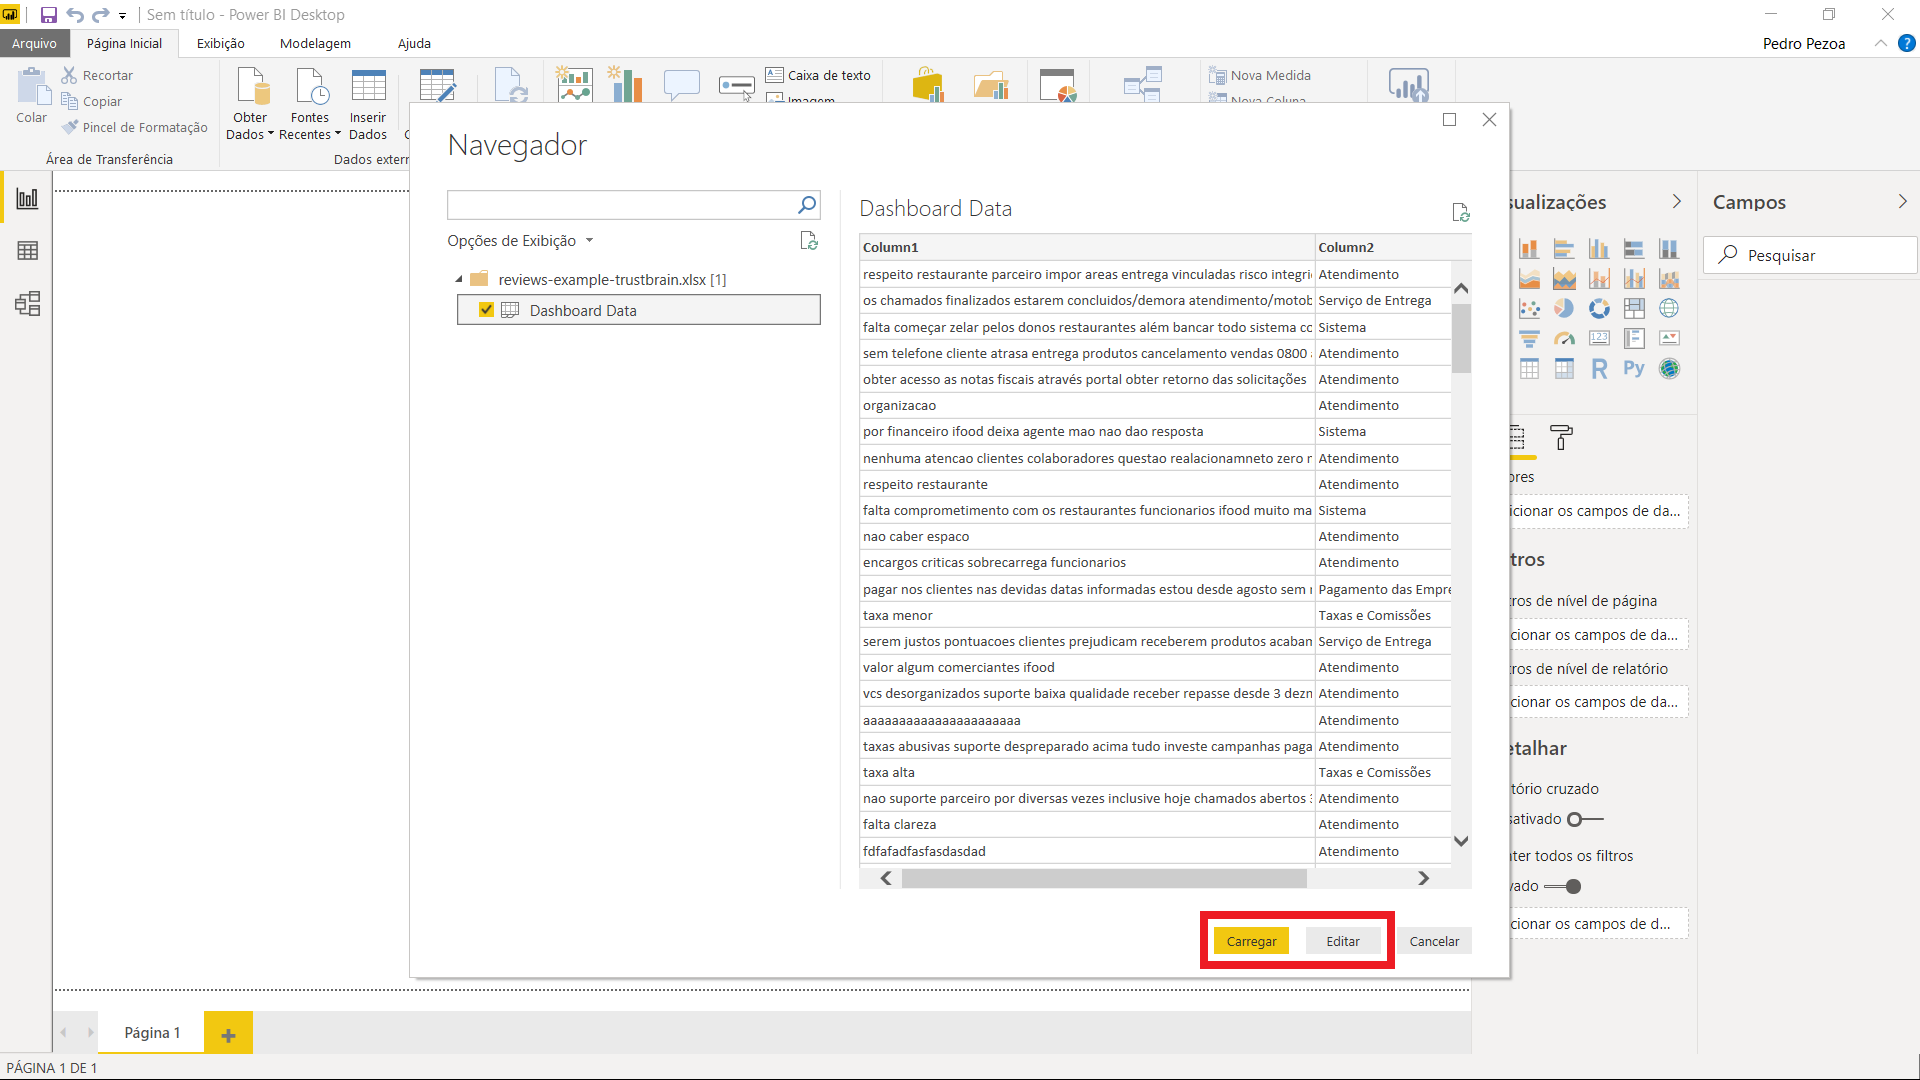 Sem título - Power BI Desktop
Arquivo
Página Inicial
Exibição
Modelagem
Ajuda
Pedro Pezoa
?
Colar
Recortar
Copiar
Pincel de Formatação
Área de Transferência
Obter
Dados
Fontes
Recentes
Inserir
Dados
Dados extern
Caixa de texto
Imagem
Nova Medida
Nova Coluna
Navegador
Opções de Exibição
reviews-example-trustbrain.xlsx [1]
Dashboard Data
Dashboard Data
Column1 Column2
respeito restaurante parceiro impor areas entrega vinculadas risco integri Atendimento
os chamados finalizados estarem concluidos/demora atendimento/motob Serviço de Entrega
falta começar zelar pelos donos restaurantes além bancar todo sistema co Sistema
sem telefone cliente atrasa entrega produtos cancelamento vendas 0800 Atendimento
obter acesso as notas fiscais através portal obter retorno das solicitações Atendimento
organizacao Atendimento
por financeiro ifood deixa agente mao nao dao resposta Sistema
nenhuma atencao clientes colaboradores questao realacionamneto zero Atendimento
respeito restaurante Atendimento
falta comprometimento com os restaurantes funcionarios ifood muito ma Sistema
nao caber espaco Atendimento
encargos criticas sobrecarrega funcionarios Atendimento
pagar nos clientes nas devidas datas informadas estou desde agosto sem Pagamento das Empre
taxa menor Taxas e Comissões
serem justos pontuacoes clientes prejudicam receberem produtos acaban Serviço de Entrega
valor algum comerciantes ifood Atendimento
vcs desorganizados suporte baixa qualidade receber repasse desde 3 dezn Atendimento
aaaaaaaaaaaaaaaaaaaaaa Atendimento
taxas abusivas suporte despreparado acima tudo investe campanhas paga Atendimento
taxa alta Taxas e Comissões
nao suporte parceiro por diversas vezes inclusive hoje chamados abertos Atendimento
falta clareza Atendimento
fdfafadfasfasdasdad Atendimento
Carregar
Editar
Cancelar
sualizações
123
R
Py
ores
icionar os campos de da...
tros
ros de nível de página
cionar os campos de da...
ros de nível de relatório
cionar os campos de da...
etalhar
tório cruzado
sativado
ter todos os filtros
vado
cionar os campos de d...
Campos
Pesquisar
Página 1
+
PÁGINA 1 DE 1